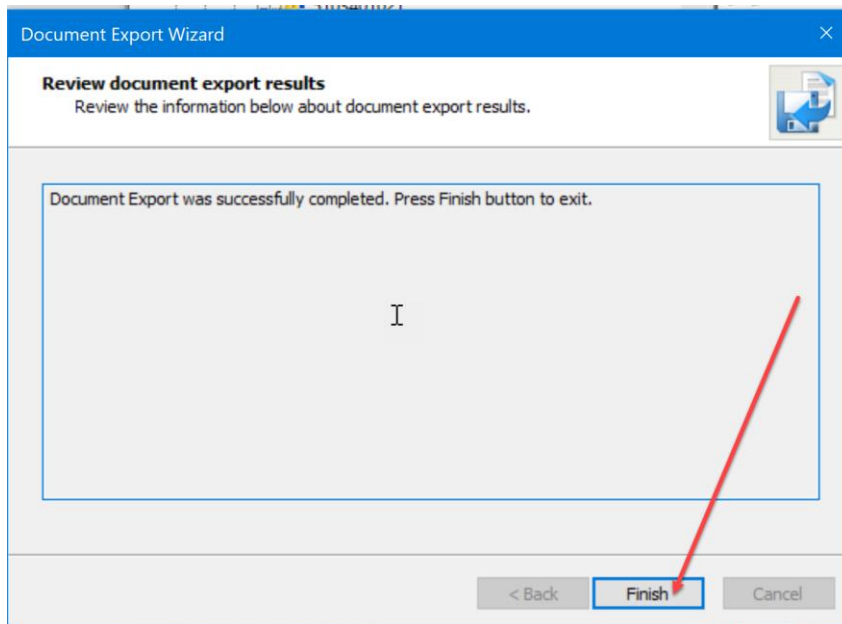 Document Export Wizard
Review document export results
Review the information below about document export results.
Document Export was successfully completed. Press Finish button to exit.
< Back
Finish
Cancel